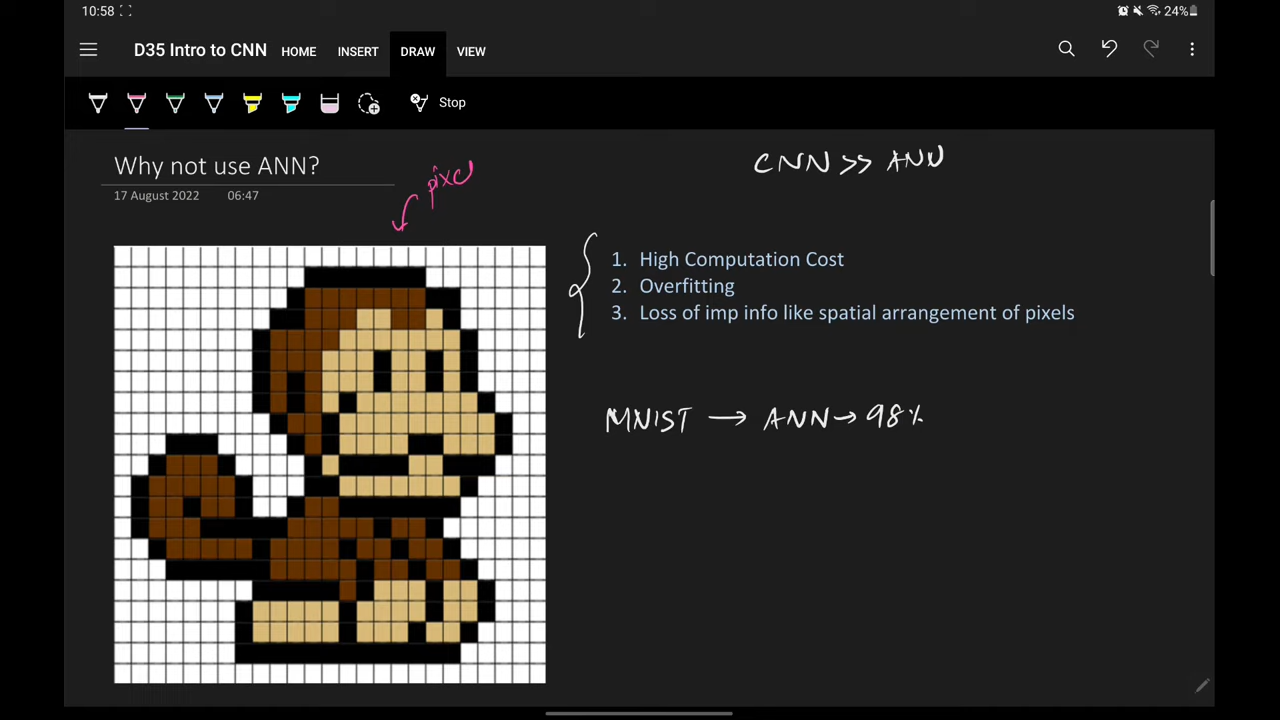 10:58
24%
D35 Intro to CNN HOME INSERT DRAW VIEW
Stop
Why not use ANN?
17 August 2022 06:47
pixel
CNN >> ANN
1. High Computation Cost
2. Overfitting
3. Loss of imp info like spatial arrangement of pixels
MNIST → ANN → 98%